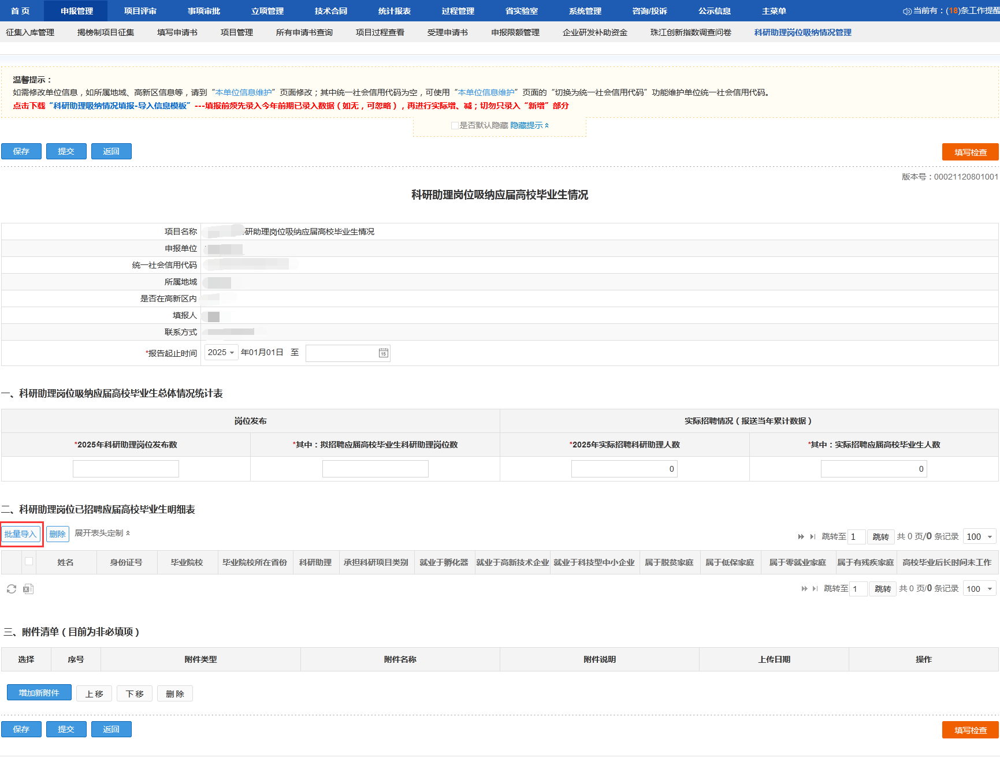 首 页 申报管理 项目评审 事项审批 立项管理 技术合同 统计报表 过程管理 省实验室 系统管理 咨询/投诉 公示信息 主菜单 当前有：(18)条工作提醒
征集入库管理 揭榜制项目征集 填写申请书 项目管理 所有申请书查询 项目过程查看 受理申请书 申报限额管理 企业研发补助资金 珠江创新指数调查问卷 科研助理岗位吸纳情况管理
温馨提示：
如需修改单位信息，如所属地域、高新区信息等，请到“本单位信息维护”页面修改；其中统一社会信用代码为空，可使用“本单位信息维护”页面的“切换为统一社会信用代码”功能维护单位统一社会信用代码。
点击下载“科研助理吸纳情况填报-导入信息模板”---填报前须先录入今年前期已录入数据（如无，可忽略），再进行实际增、减；切勿只录入“新增”部分
是否默认隐藏 隐藏提示
保存 提交 返回 填写检查
版本号：00021120801001
科研助理岗位吸纳应届高校毕业生情况
项目名称 研助理岗位吸纳应届高校毕业生情况
申报单位
统一社会信用代码
所属地域
是否在高新区内
填报人
联系方式
*报告起止时间 2025 年01月01日 至 15
一、科研助理岗位吸纳应届高校毕业生总体情况统计表
岗位发布 实际招聘情况（报送当年累计数据）
*2025年科研助理岗位发布数 *其中：拟招聘应届高校毕业生科研助理岗位数 *2025年实际招聘科研助理人数 *其中：实际招聘应届高校毕业生人数
0 0
二、科研助理岗位已招聘应届高校毕业生明细表
批量导入 删除 展开表头定制 跳转至 1 跳转 共 0 页/0 条记录 100
姓名 身份证号 毕业院校 毕业院校所在省份 科研助理 承担科研项目类别 就业于孵化器 就业于高新技术企业 就业于科技型中小企业 属于脱贫家庭 属于低保家庭 属于零就业家庭 属于有残疾家庭 高校毕业后长时间未工作
跳转至 1 跳转 共 0 页/0 条记录 100
三、附件清单（目前为非必填项）
选择 序号 附件类型 附件名称 附件说明 上传日期 操作
增加新附件 上 移 下 移 删 除
保存 提交 返回 填写检查